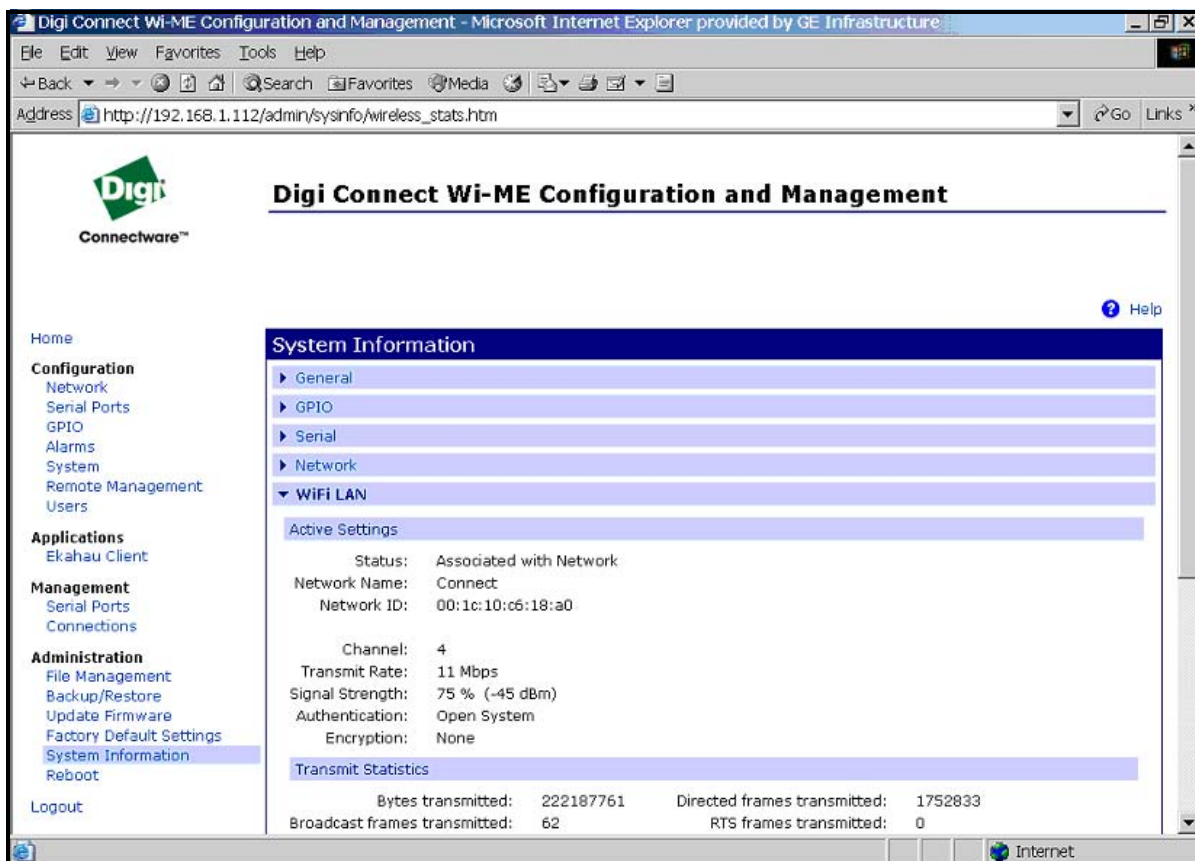 Digi Connect Wi-ME Configuration and Management - Microsoft Internet Explorer provided by GE Infrastructure
File Edit View Favorites Tools Help
Back Search Favorites Media
Address http://192.168.1.112/admin/sysinfo/wireless_stats.htm Go Links »
Digi
Connectware™
Digi Connect Wi-ME Configuration and Management
? Help
Home
Configuration
Network
Serial Ports
GPIO
Alarms
System
Remote Management
Users
Applications
Ekahau Client
Management
Serial Ports
Connections
Administration
File Management
Backup/Restore
Update Firmware
Factory Default Settings
System Information
Reboot
Logout
System Information
General
GPIO
Serial
Network
WiFi LAN
Active Settings
Status: Associated with Network
Network Name: Connect
Network ID: 00:1c:10:c6:18:a0
Channel: 4
Transmit Rate: 11 Mbps
Signal Strength: 75 % (-45 dBm)
Authentication: Open System
Encryption: None
Transmit Statistics
Bytes transmitted: 222187761 Directed frames transmitted: 1752833
Broadcast frames transmitted: 62 RTS frames transmitted: 0
Internet